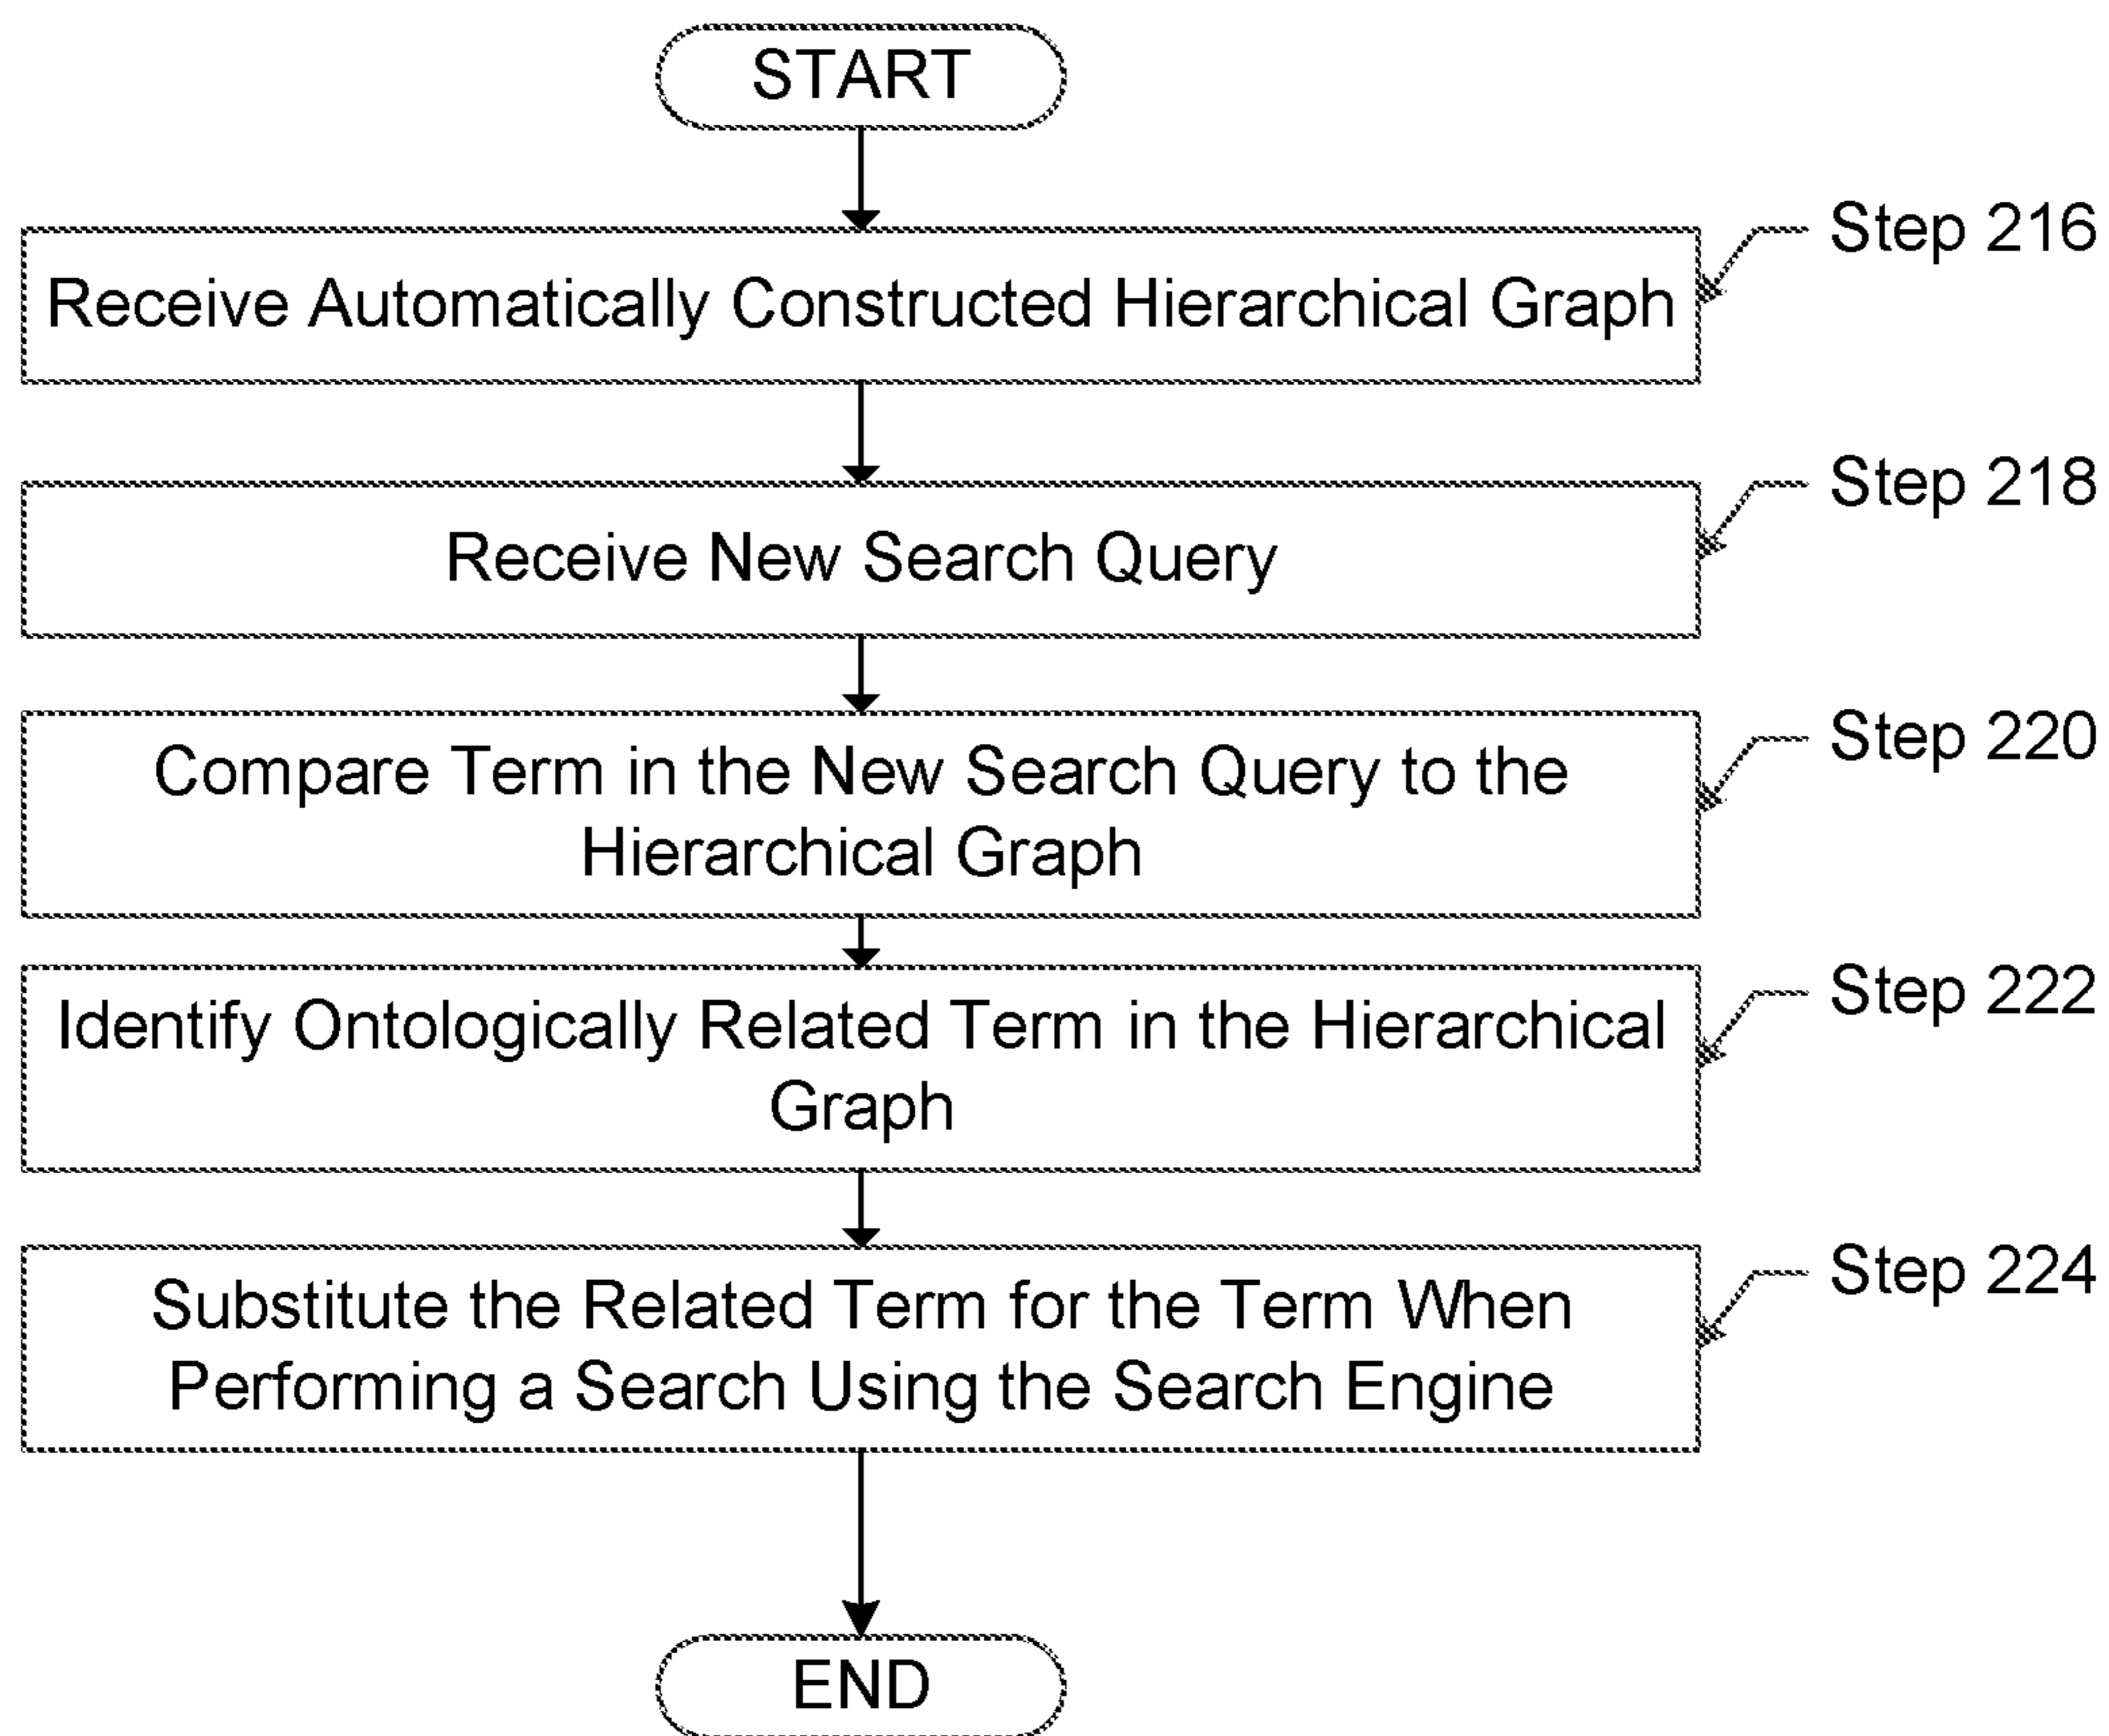 START
Receive Automatically Constructed Hierarchical Graph
Step 216
Receive New Search Query
Step 218
Compare Term in the New Search Query to the
Hierarchical Graph
Step 220
Identify Ontologically Related Term in the Hierarchical
Graph
Step 222
Substitute the Related Term for the Term When
Performing a Search Using the Search Engine
Step 224
END